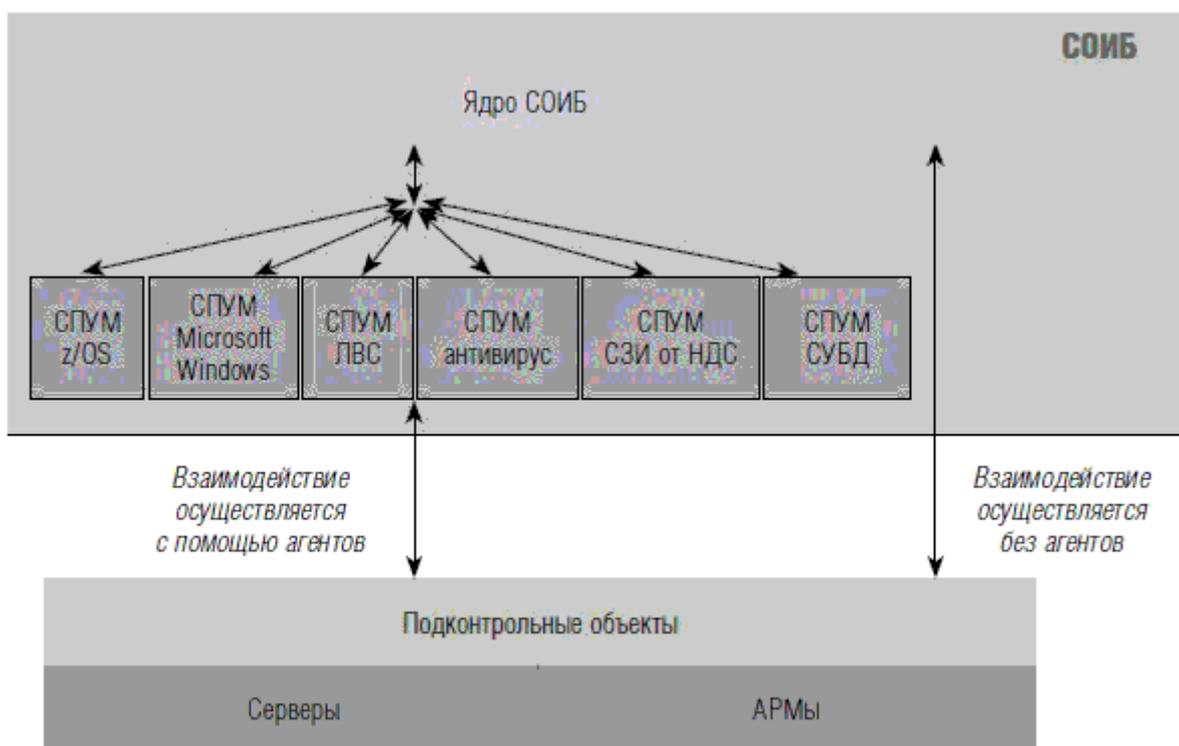 СОИБ
Ядро СОИБ
СПУМ
z/OS
СПУМ
Microsoft
Windows
СПУМ
ЛВС
СПУМ
антивирус
СПУМ
СЗИ от НДС
СПУМ
СУБД
Взаимодействие
осуществляется
с помощью агентов
Взаимодействие
осуществляется
без агентов
Подконтрольные объекты
Серверы
АРМы